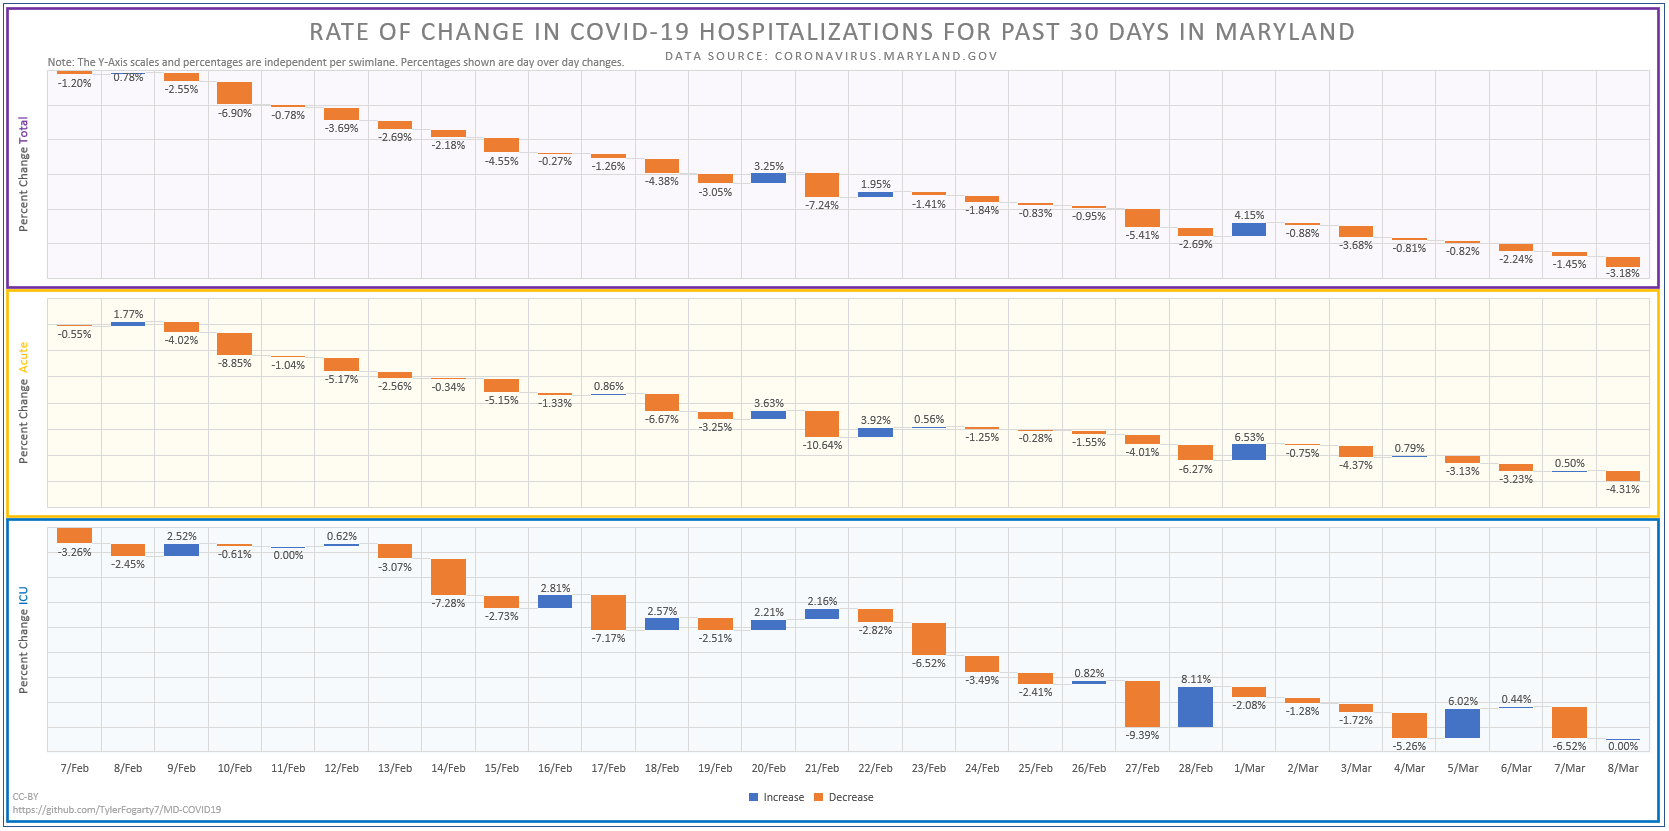 RATE OF CHANGE IN COVID-19 HOSPITALIZATIONS FOR PAST 30 DAYS IN MARYLAND
DATA SOURCE: CORONAVIRUS.MARYLAND.GOV
Note: The Y-Axis scales and percentages are independent per swimlane. Percentages shown are day over day changes.
Percent Change Total
-1.20% 0.78% -2.55% -6.90% -0.78% -3.69% -2.69% -2.18% -4.55% -0.27% -1.26% -4.38% -3.05% 3.25% -7.24% 1.95% -1.41% -1.84% -0.83% -0.95% -5.41% -2.69% 4.15% -0.88% -3.68% -0.81% -0.82% -2.24% -1.45% -3.18%
Percent Change Acute
-0.55% 1.77% -4.02% -8.85% -1.04% -5.17% -2.56% -0.34% -5.15% -1.33% 0.86% -6.67% -3.25% 3.63% -10.64% 3.92% 0.56% -1.25% -0.28% -1.55% -4.01% -6.27% 6.53% -0.75% -4.37% 0.79% -3.13% -3.23% 0.50% -4.31%
Percent Change ICU
-3.26% -2.45% 2.52% -0.61% 0.00% 0.62% -3.07% -7.28% -2.73% 2.81% -7.17% 2.57% -2.51% 2.21% 2.16% -2.82% -6.52% -3.49% -2.41% 0.82% -9.39% 8.11% -2.08% -1.28% -1.72% -5.26% 6.02% 0.44% -6.52% 0.00%
7/Feb 8/Feb 9/Feb 10/Feb 11/Feb 12/Feb 13/Feb 14/Feb 15/Feb 16/Feb 17/Feb 18/Feb 19/Feb 20/Feb 21/Feb 22/Feb 23/Feb 24/Feb 25/Feb 26/Feb 27/Feb 28/Feb 1/Mar 2/Mar 3/Mar 4/Mar 5/Mar 6/Mar 7/Mar 8/Mar
Increase Decrease
CC-BY
https://github.com/TylerFogarty7/MD-COVID19